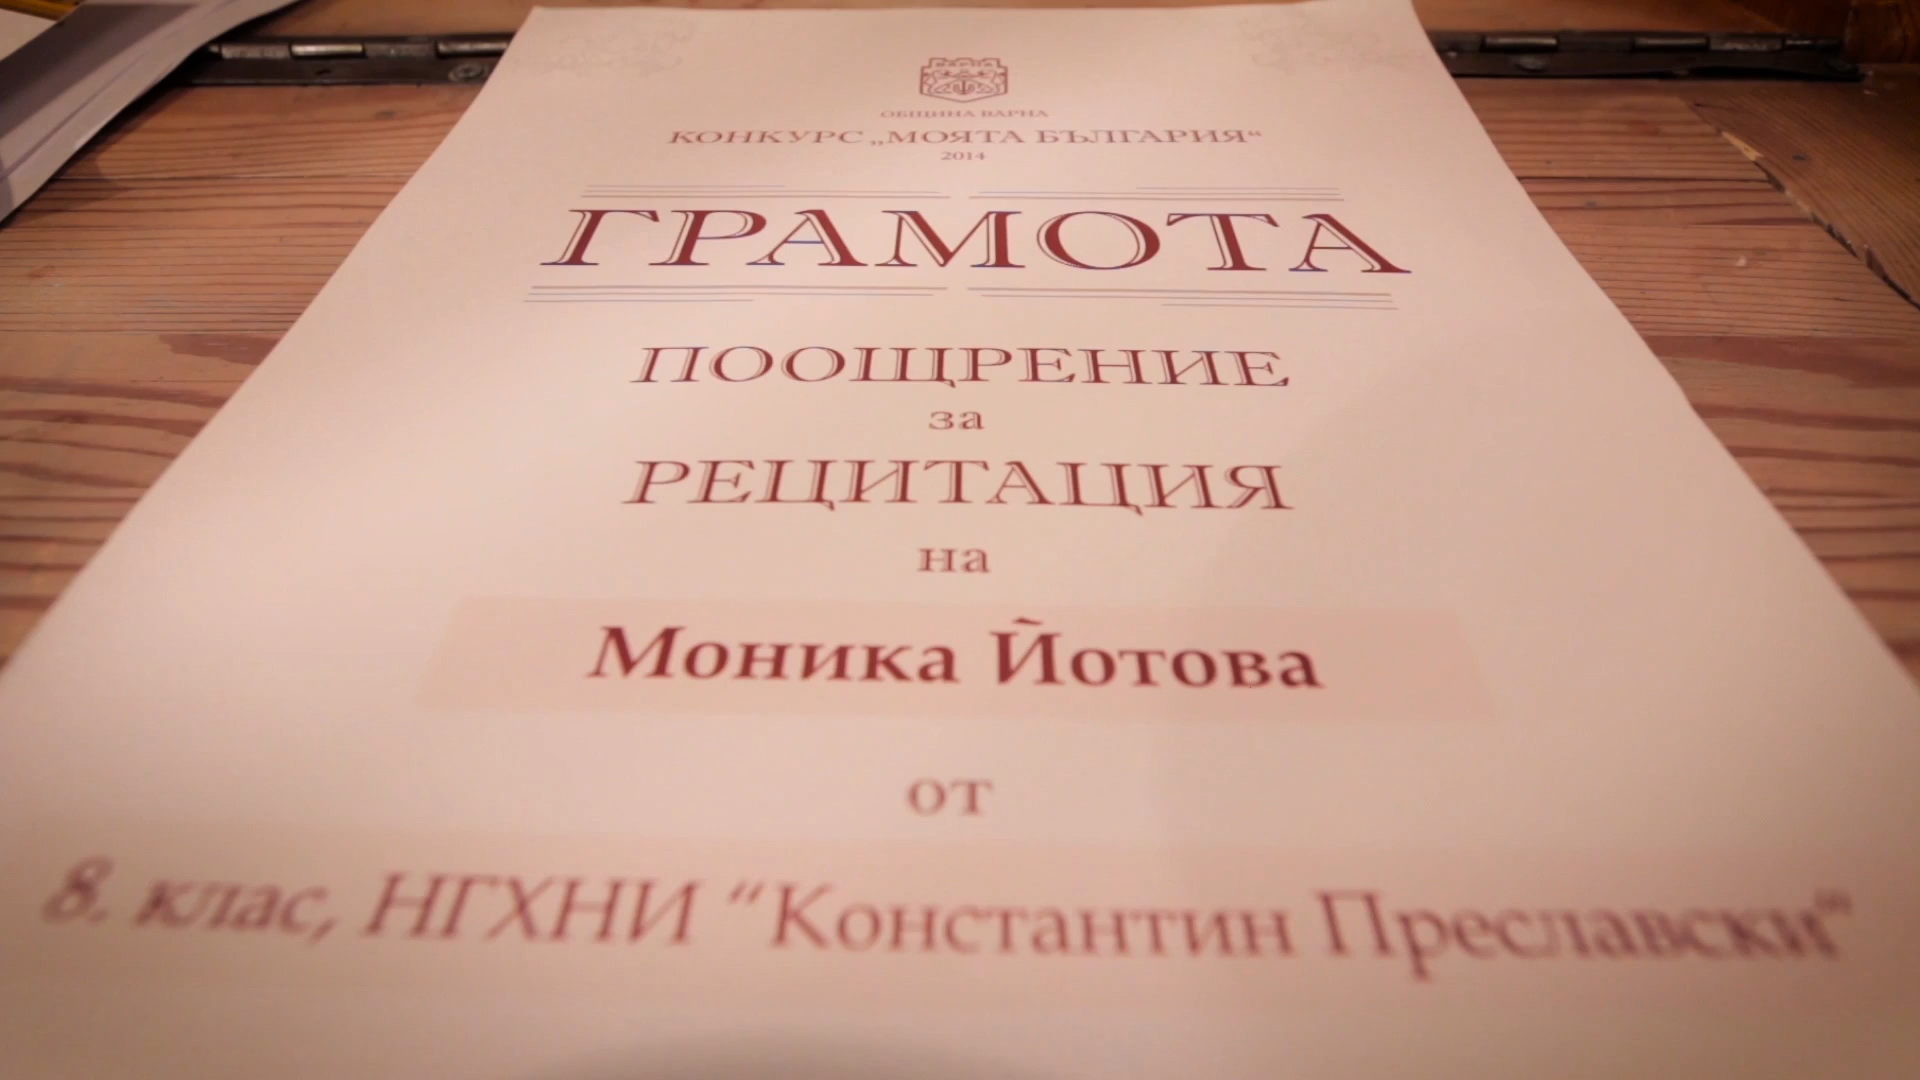 ВАРНА
ОБЩИНА ВАРНА
КОНКУРС „МОЯТА БЪЛГАРИЯ“
2014
ГРАМОТА
ПООЩРЕНИЕ
за
РЕЦИТАЦИЯ
на
Моника Йотова
от
8. клас, НГХНИ “Константин Преславски“